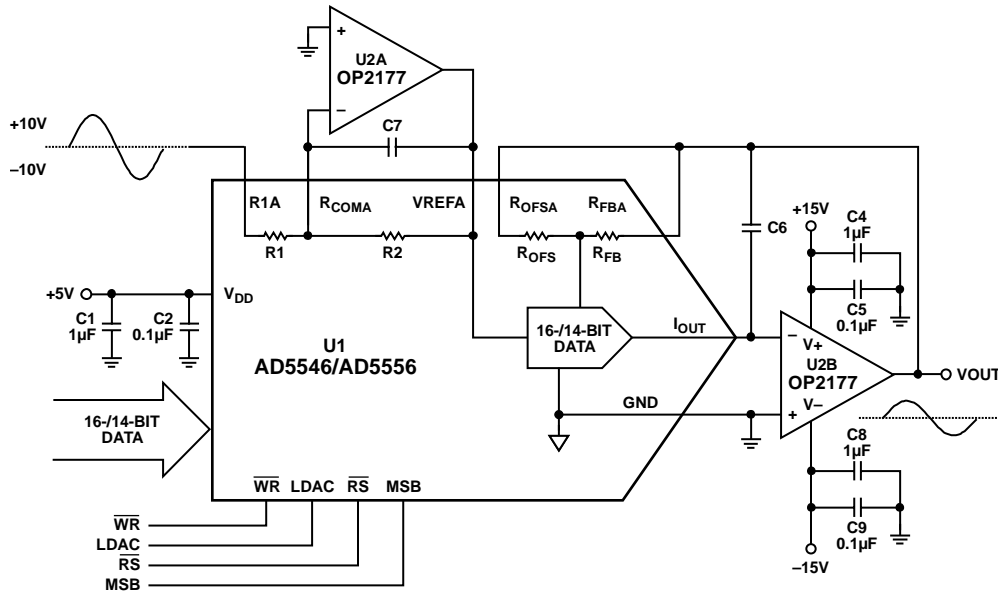 +
U2A
OP2177
–
+10V
–10V
C7
R1A
RCOMA
VREFA
ROFSA
RFBA
R1
R2
ROFS
RFB
C6
+15V
C4
1µF
C5
0.1µF
+5V
C1
1µF
C2
0.1µF
VDD
U1
AD5546/AD5556
16-/14-BIT
DATA
IOUT
–
V+
U2B
OP2177
V–
+
VOUT
GND
16-/14-BIT
DATA
C8
1µF
C9
0.1µF
–15V
WR LDAC RS MSB
WR
LDAC
RS
MSB